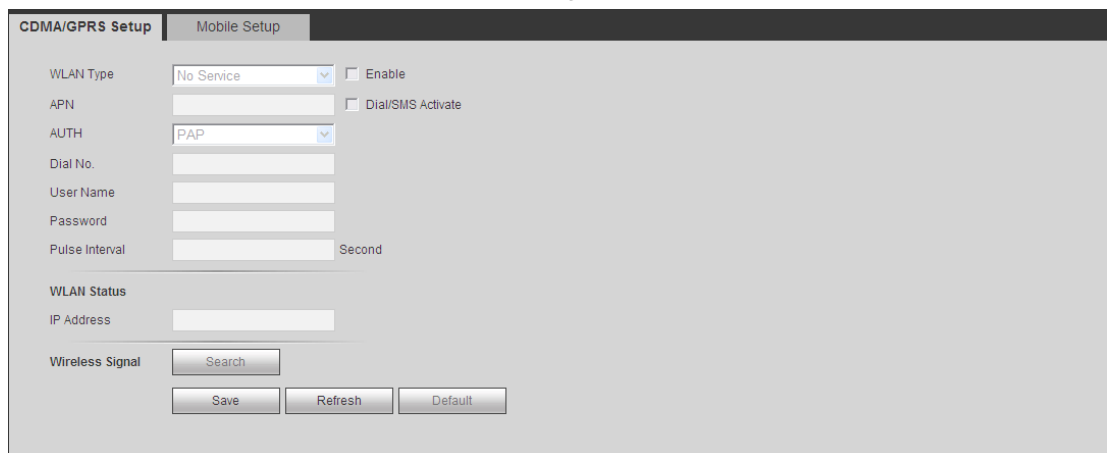 CDMA/GPRS Setup Mobile Setup
WLAN Type No Service Enable
APN Dial/SMS Activate
AUTH PAP
Dial No.
User Name
Password
Pulse Interval Second
WLAN Status
IP Address
Wireless Signal Search
Save Refresh Default